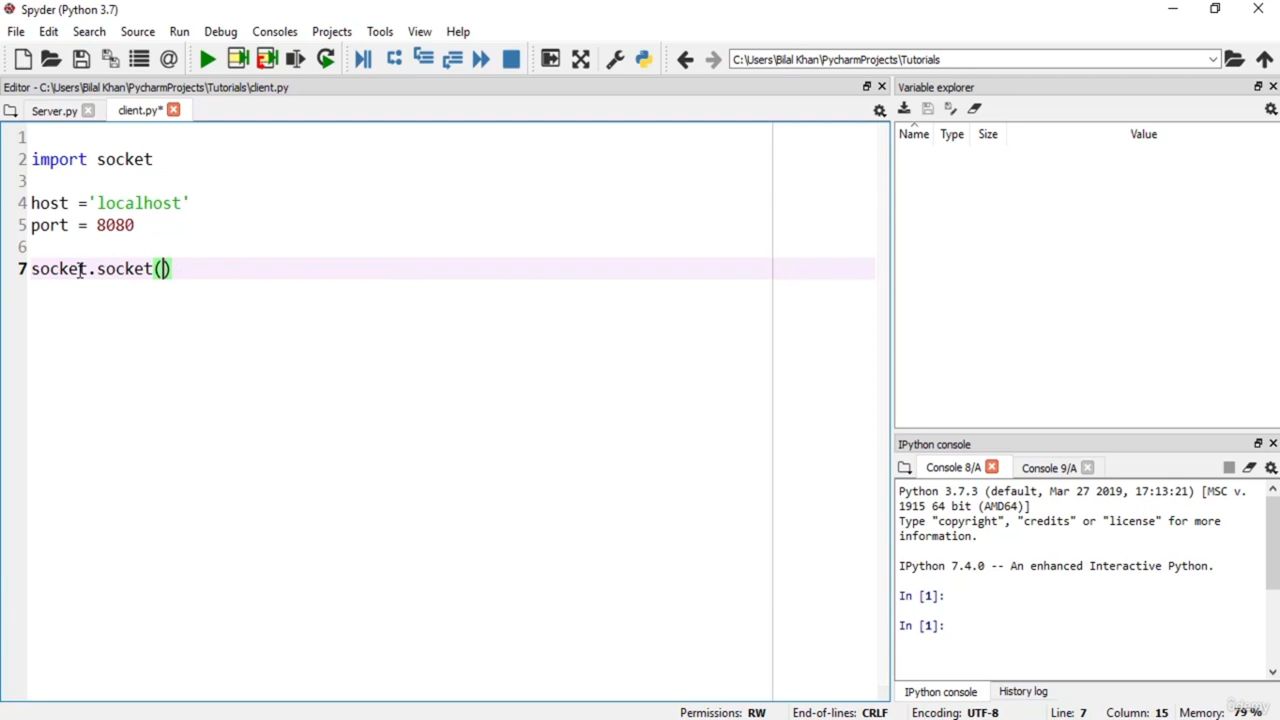 Spyder (Python 3.7)
File Edit Search Source Run Debug Consoles Projects Tools View Help
C:\Users\Bilal Khan\PycharmProjects\Tutorials
Editor - C:\Users\Bilal Khan\PycharmProjects\Tutorials\client.py
Server.py client.py*
1
2 import socket
3
4 host ='localhost'
5 port = 8080
6
7 socket.socket()
Variable explorer
Name Type Size Value
IPython console
Console 8/A Console 9/A
Python 3.7.3 (default, Mar 27 2019, 17:13:21) [MSC v.
1915 64 bit (AMD64)]
Type "copyright", "credits" or "license" for more
information.
IPython 7.4.0 -- An enhanced Interactive Python.
In [1]:
In [1]:
IPython console History log
Permissions: RW End-of-lines: CRLF Encoding: UTF-8 Line: 7 Column: 15 Memory: 79 %
udemy